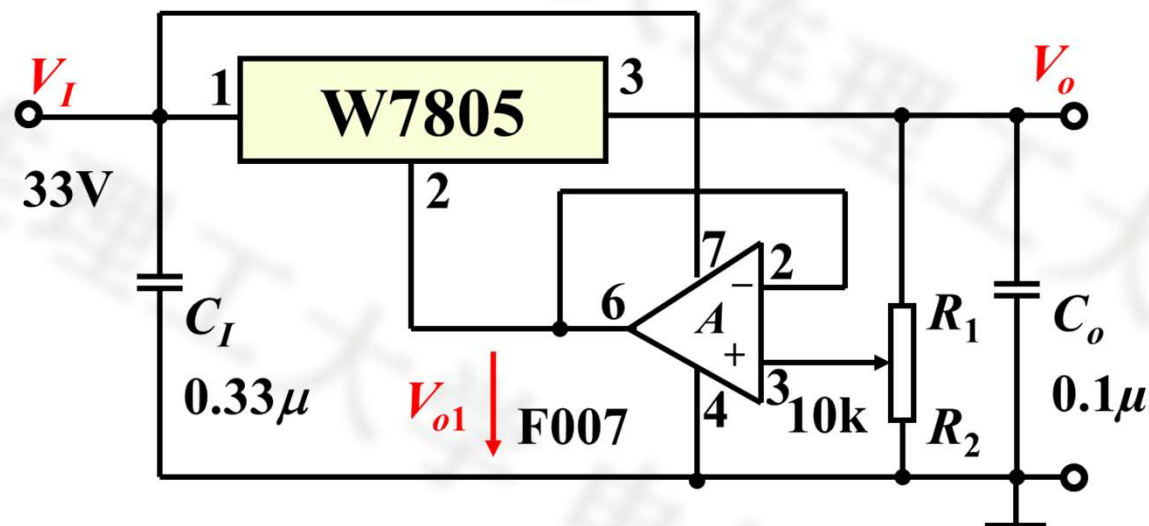 V_I
33V
1
W7805
3
2
V_o
7
2
−
6
A
+
3
4
C_I
0.33μ
V_o1
F007
10k
R_1
R_2
C_o
0.1μ